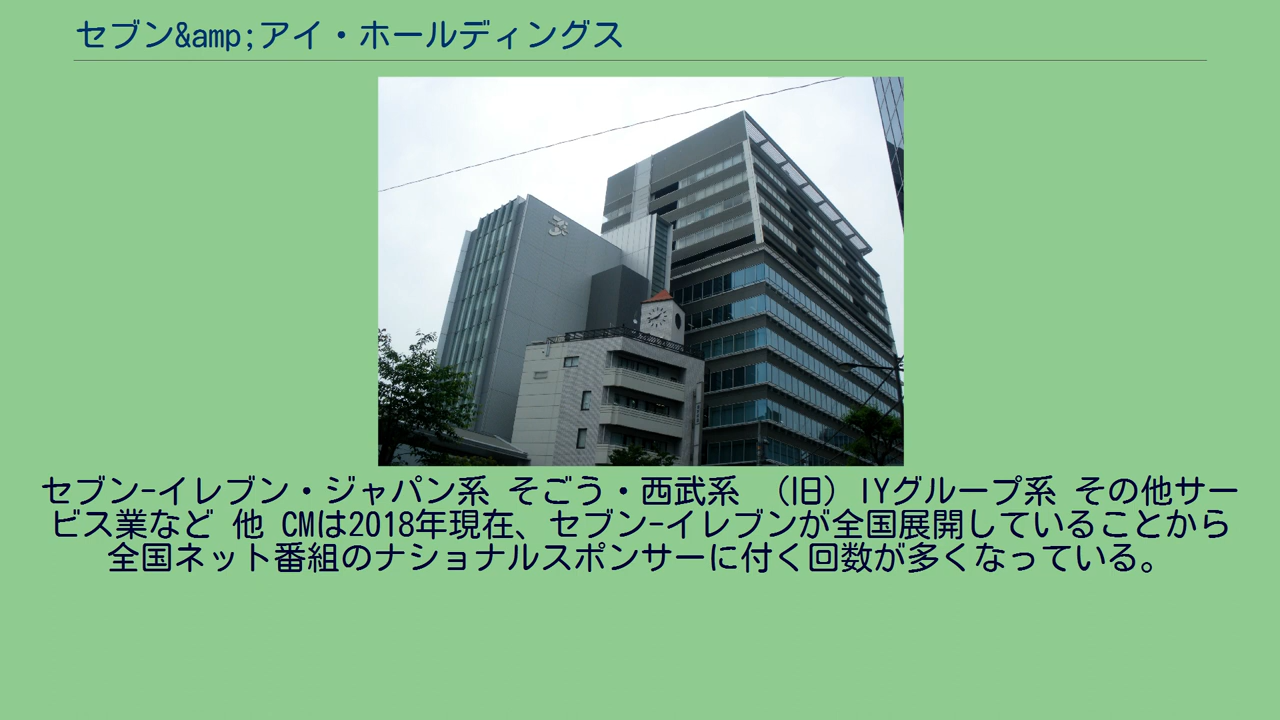 セブン&amp;アイ・ホールディングス
セブン-イレブン・ジャパン系 そごう・西武系 （旧）IYグループ系 その他サー
ビス業など 他 CMは2018年現在、セブン-イレブンが全国展開していることから
全国ネット番組のナショナルスポンサーに付く回数が多くなっている。